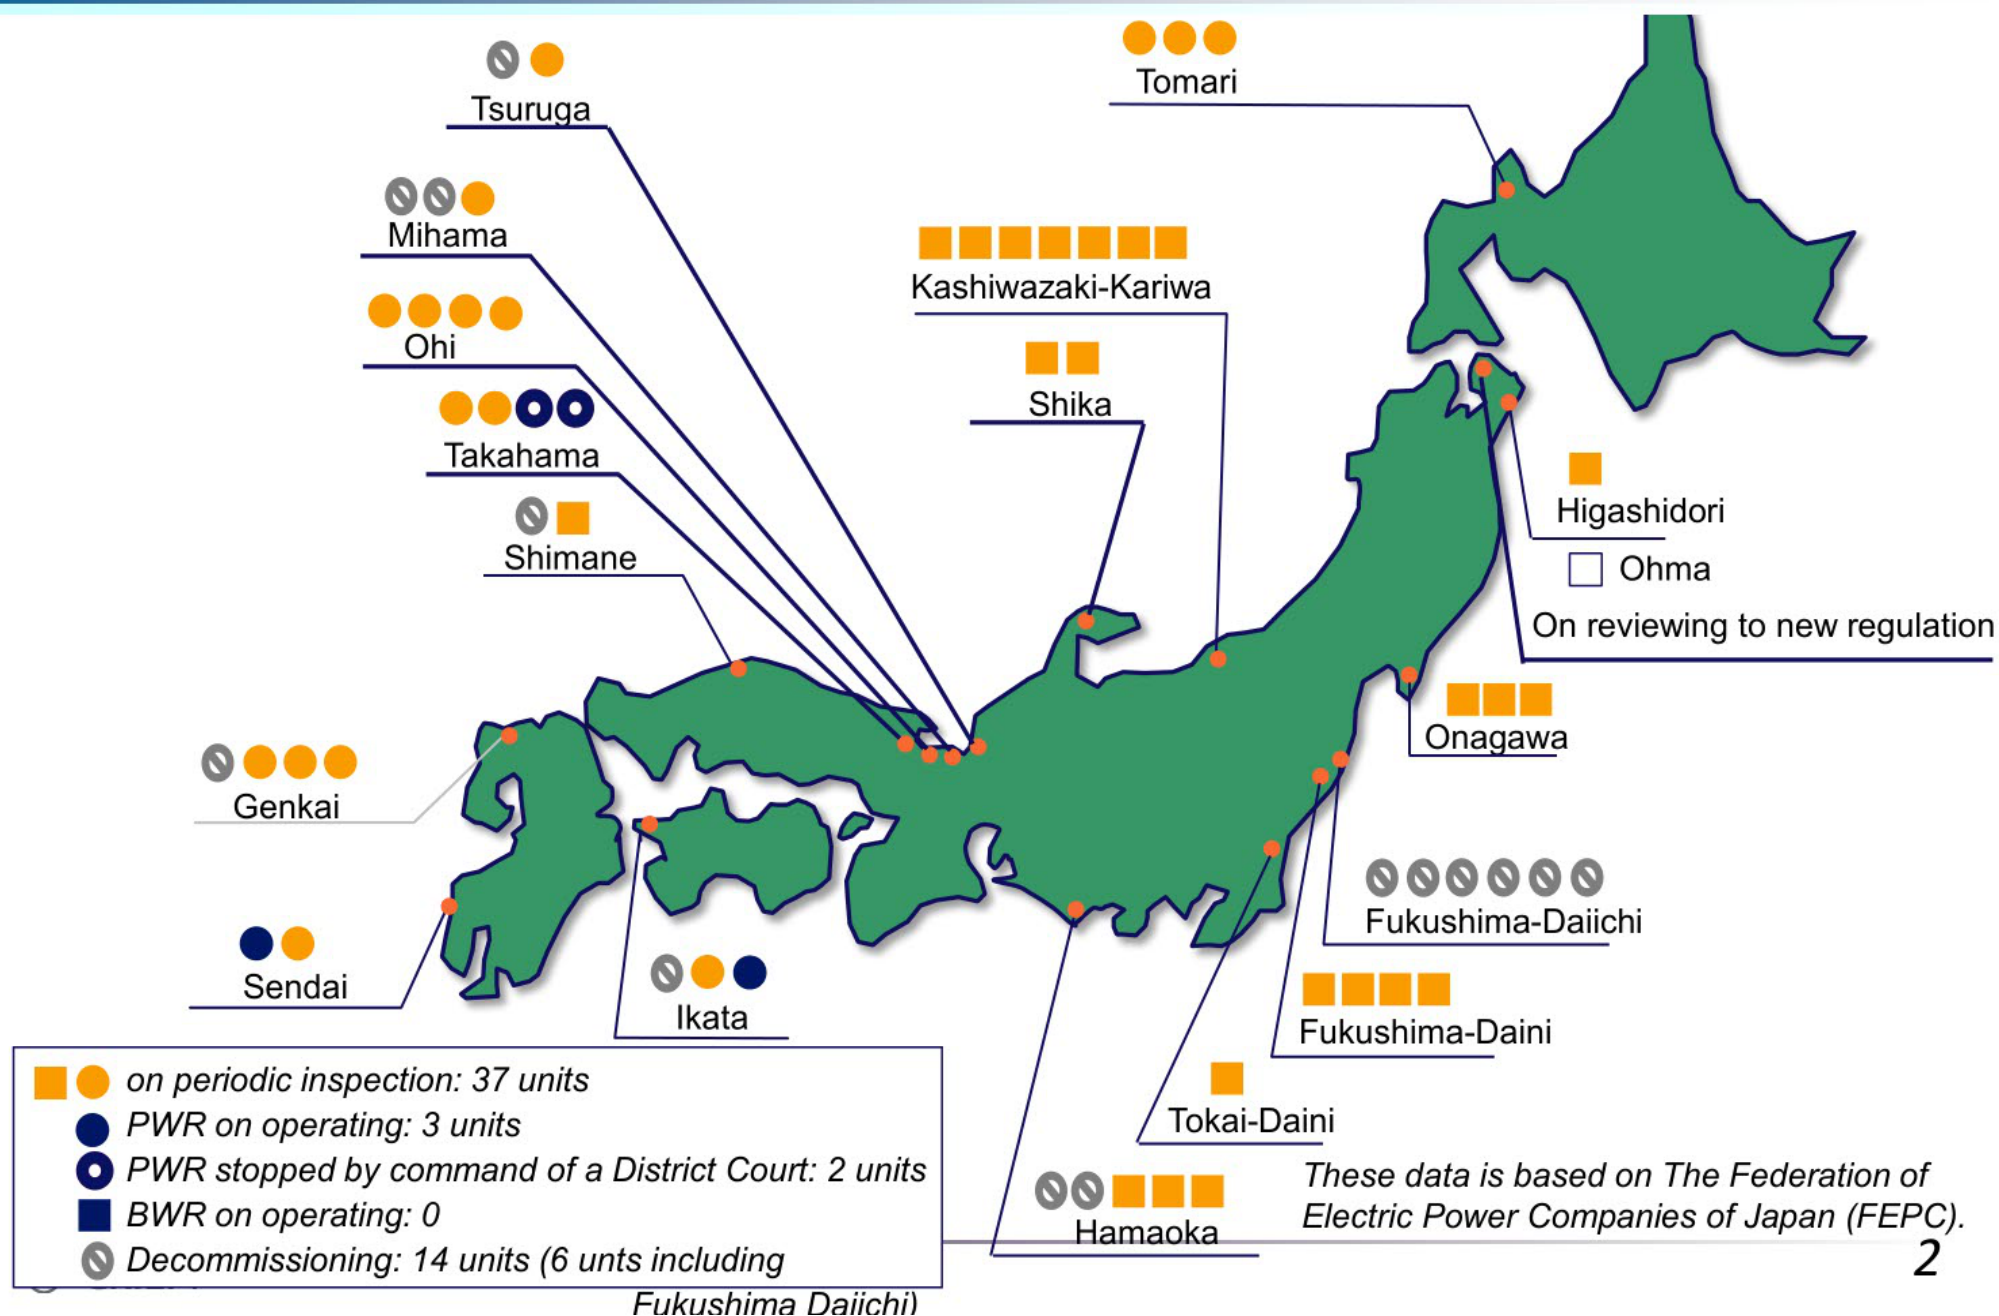 Tsuruga
Tomari
Mihama
Kashiwazaki-Kariwa
Ohi
Shika
Takahama
Higashidori
Shimane
Ohma
On reviewing to new regulation
Onagawa
Genkai
Fukushima-Daiichi
Sendai
Ikata
Fukushima-Daini
Tokai-Daini
Hamaoka
on periodic inspection: 37 units
PWR on operating: 3 units
PWR stopped by command of a District Court: 2 units
BWR on operating: 0
Decommissioning: 14 units (6 unts including
Fukushima Daiichi)
These data is based on The Federation of
Electric Power Companies of Japan (FEPC).
2